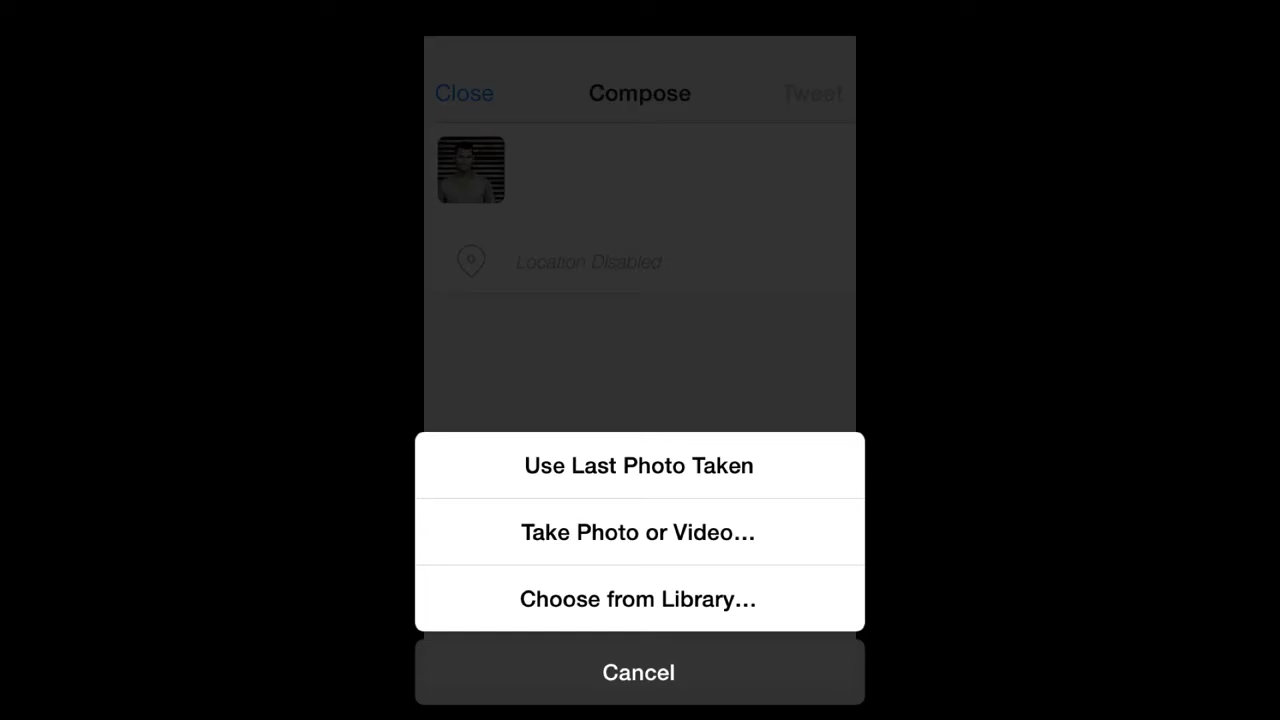 Close Compose Tweet
Location Disabled
Use Last Photo Taken
Take Photo or Video...
Choose from Library...
Cancel